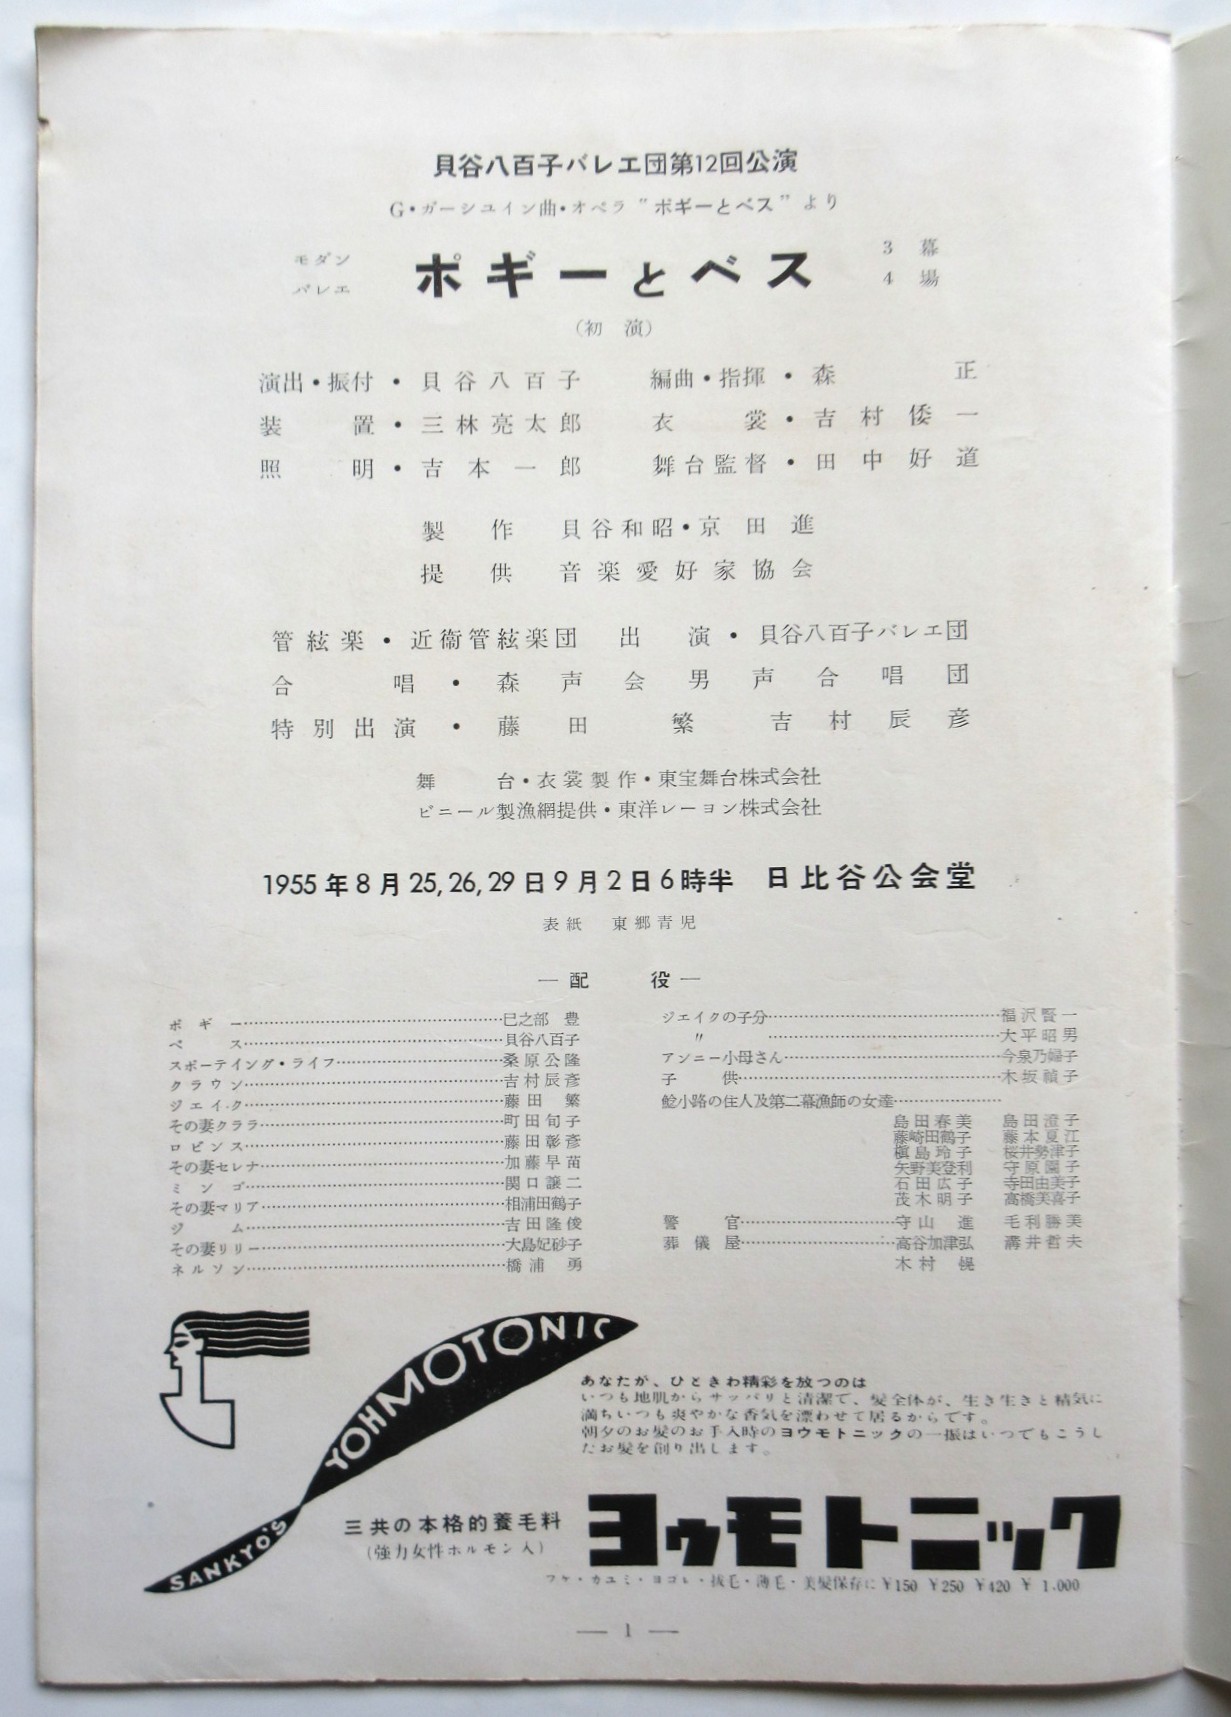 貝谷八百子バレエ団第12回公演
G・ガーシュイン曲・オペラ"ポギーとベス"より
モダン
バレエ
ポギーとベス
3幕
4場
（初演）
演出・振付・貝谷八百子 編曲・指揮・森正
装置・三林亮太郎 衣裳・吉村倭一
照明・吉本一郎 舞台監督・田中好道
製作 貝谷和昭・京田進
提供 音楽愛好家協会
管絃楽・近衞管絃楽団 出演・貝谷八百子バレエ団
合唱・森声会男声合唱団
特別出演・藤田繁 吉村辰彦
舞台・衣裳製作・東宝舞台株式会社
ビニール製漁網提供・東洋レーヨン株式会社
1955年8月25,26,29日9月2日6時半 日比谷公会堂
表紙 東郷青児
―配役―
ポギー……巳之部豊
ベス……貝谷八百子
スポーテイング・ライフ……桑原公隆
クラウン……吉村辰彦
ジエイク……藤田繁
その妻クララ……町田旬子
ロビンス……藤田彰彦
その妻セレナ……加藤早苗
ミンゴ……関口譲二
その妻マリア……相浦田鶴子
ジム……吉田隆俊
その妻リリー……大島妃砂子
ネルソン……橋浦勇
ジエイクの子分……福沢賢一
〃……大平昭男
アンニー小母さん……今泉乃婦子
子供……木坂禎子
鯰小路の住人及第二幕漁師の女達……
島田春美 島田澄子
藤崎田鶴子 藤本夏江
槇島玲子 桜井勢津子
矢野美登利 守原園子
石田広子 寺田由美子
茂木明子 高橋美喜子
警官……守山進 毛利勝美
葬儀屋……高谷加津弘 溝井哲夫
木村
YOHMOTONIC
SANKYO'S
あなたが、ひときわ精彩を放つのは
いつも地肌からサッパリと清潔で、髪全体が、生き生きと精気に
満ちいつも爽やかな香気を漂わせて居るからです。
朝夕のお髪のお手入時のヨウモトニックの一振はいつでもこうし
たお髪を創り出します。
三共の本格的養毛料
（強力女性ホルモン入）
ヨウモトニック
フケ・カユミ・ヨゴレ・抜毛・薄毛・美髪保存に ¥150 ¥250 ¥420 ¥1,000
― 1 ―